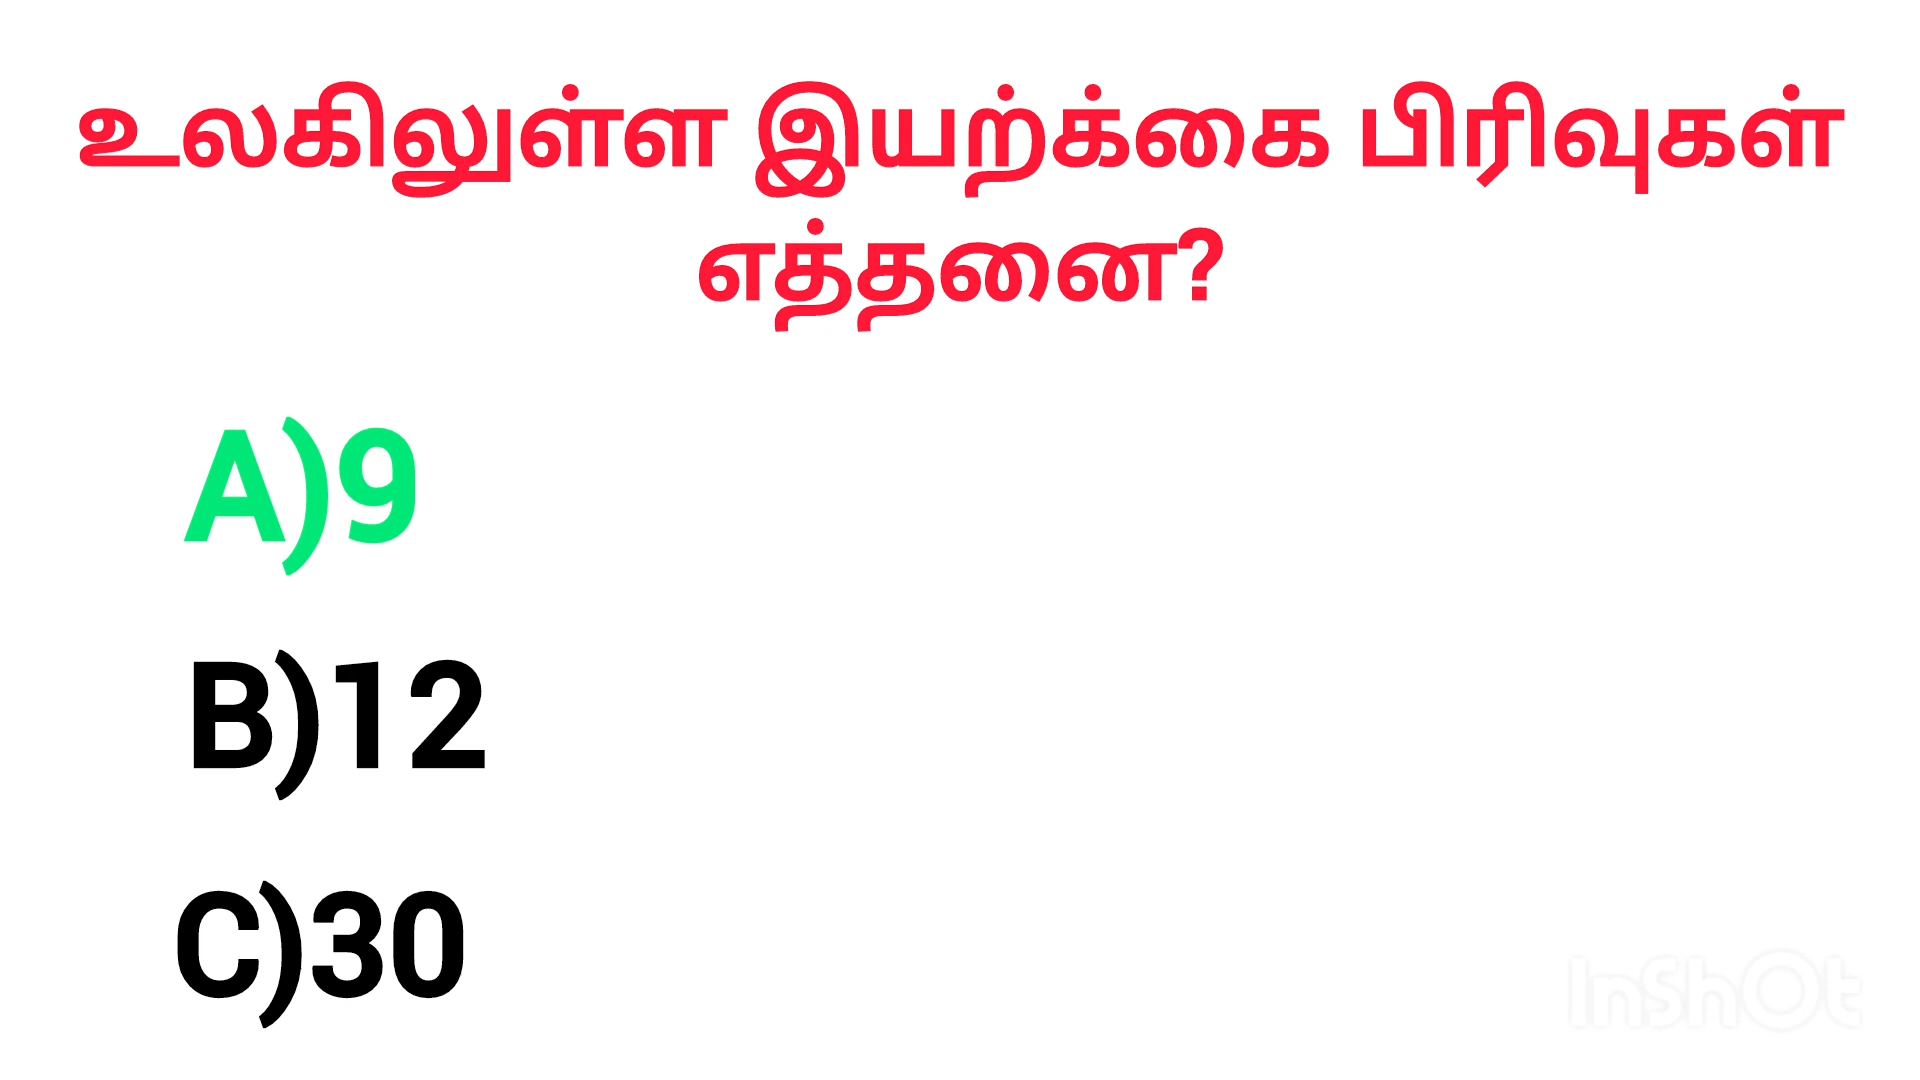 உலகிலுள்ள இயற்க்கை பிரிவுகள்
எத்தனை?
A)9
B)12
C)30
InShOt